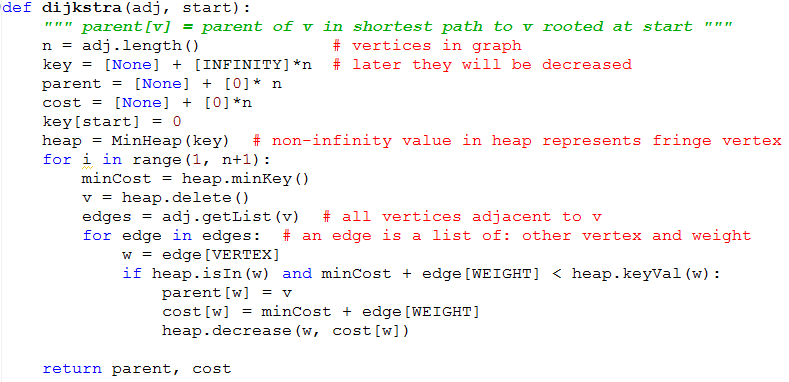 def dijkstra(adj, start):
    """ parent[v] = parent of v in shortest path to v rooted at start """
    n = adj.length()             # vertices in graph
    key = [None] + [INFINITY]*n  # later they will be decreased
    parent = [None] + [0]* n
    cost = [None] + [0]*n
    key[start] = 0
    heap = MinHeap(key)  # non-infinity value in heap represents fringe vertex
    for i in range(1, n+1):
        minCost = heap.minKey()
        v = heap.delete()
        edges = adj.getList(v)  # all vertices adjacent to v
        for edge in edges:  # an edge is a list of: other vertex and weight
            w = edge[VERTEX]
            if heap.isIn(w) and minCost + edge[WEIGHT] < heap.keyVal(w):
                parent[w] = v
                cost[w] = minCost + edge[WEIGHT]
                heap.decrease(w, cost[w])
    return parent, cost